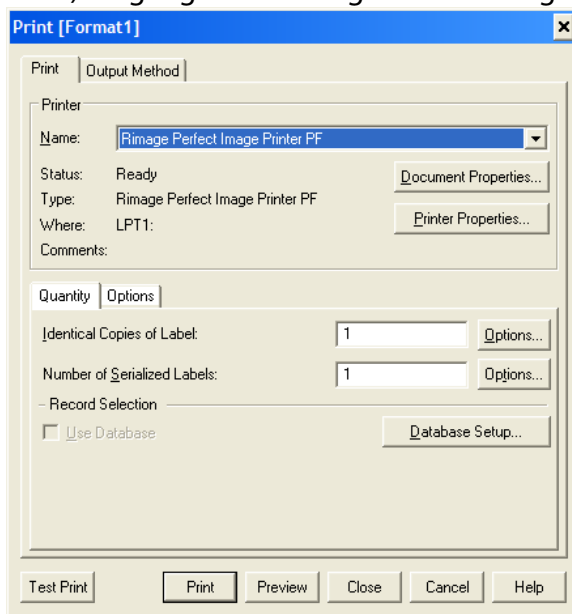 Print [Format1]
Print Output Method
Printer
Name: Rimage Perfect Image Printer PF
Status: Ready Document Properties...
Type: Rimage Perfect Image Printer PF
Where: LPT1: Printer Properties...
Comments:
Quantity Options
Identical Copies of Label: 1 Options...
Number of Serialized Labels: 1 Options...
Record Selection
Use Database Database Setup...
Test Print Print Preview Close Cancel Help